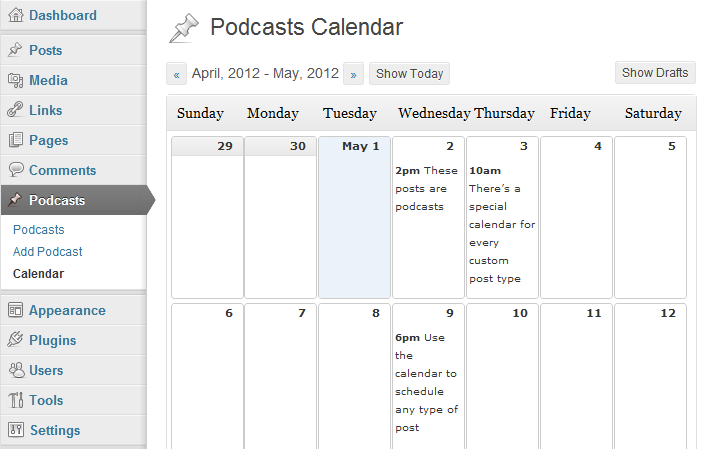 Dashboard
Posts
Media
Links
Pages
Comments
Podcasts
Podcasts
Add Podcast
Calendar
Appearance
Plugins
Users
Tools
Settings
Podcasts Calendar
« April, 2012 - May, 2012 » Show Today Show Drafts
Sunday Monday Tuesday Wednesday Thursday Friday Saturday
29 30 May 1 2 3 4 5
2pm These
posts are
podcasts
10am
There's a
special
calendar for
every
custom
post type
6 7 8 9 10 11 12
6pm Use
the
calendar to
schedule
any type of
post